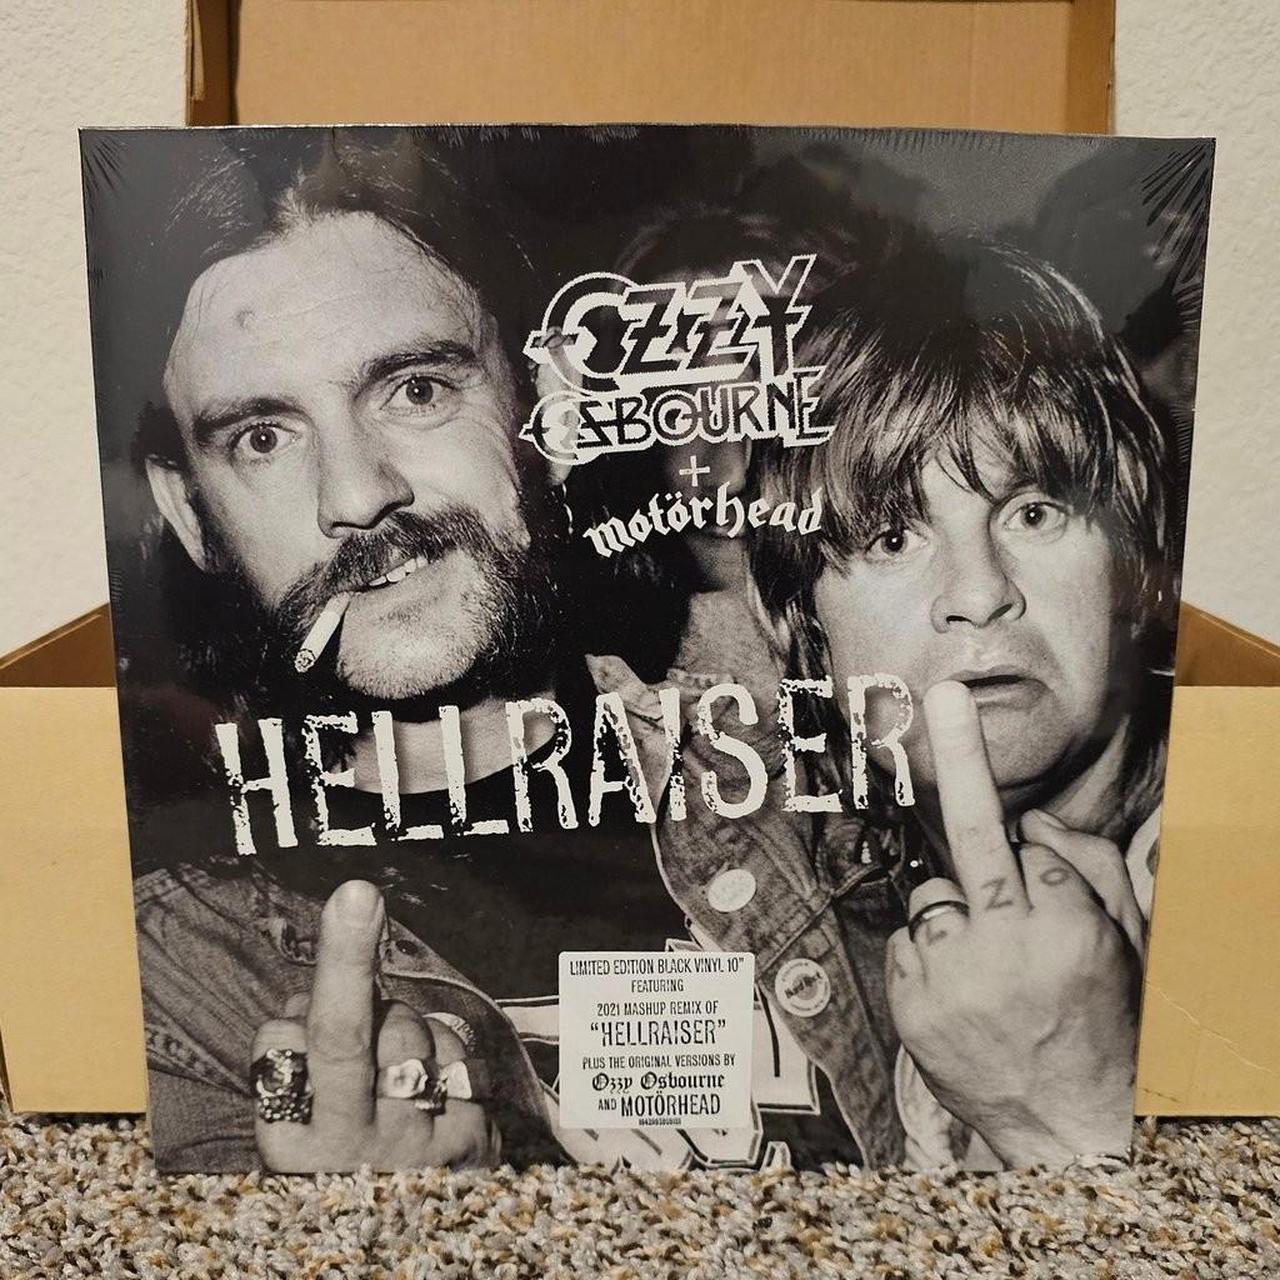 OZZY
OSBOURNE
+
motörhead
HELLRAISER
NO
LIMITED EDITION BLACK VINYL 10"
FEATURING
2021 MASHUP REMIX OF
"HELLRAISER"
PLUS THE ORIGINAL VERSIONS BY
Ozzy Osbourne
AND MOTÖRHEAD